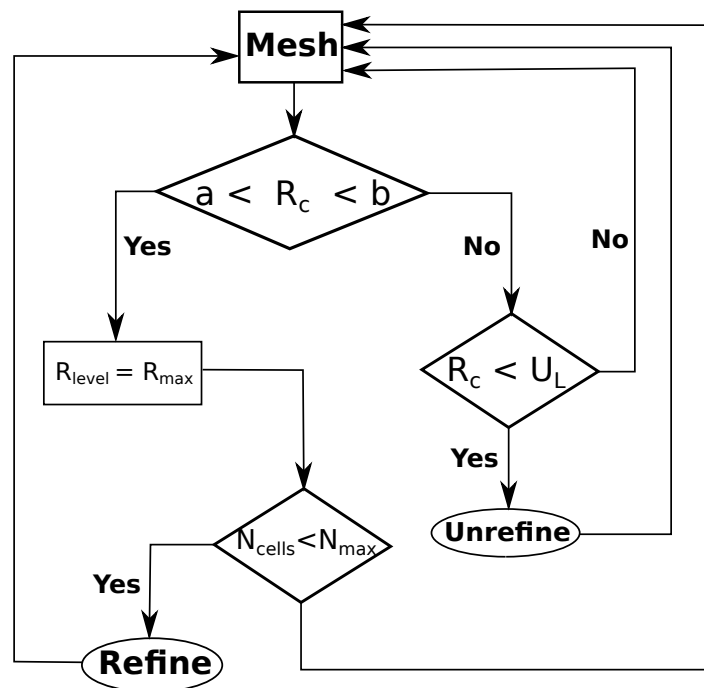 Mesh
a < R_c < b
Yes
No
No
R_level = R_max
R_c < U_L
Yes
Unrefine
N_cells<N_max
Yes
Refine